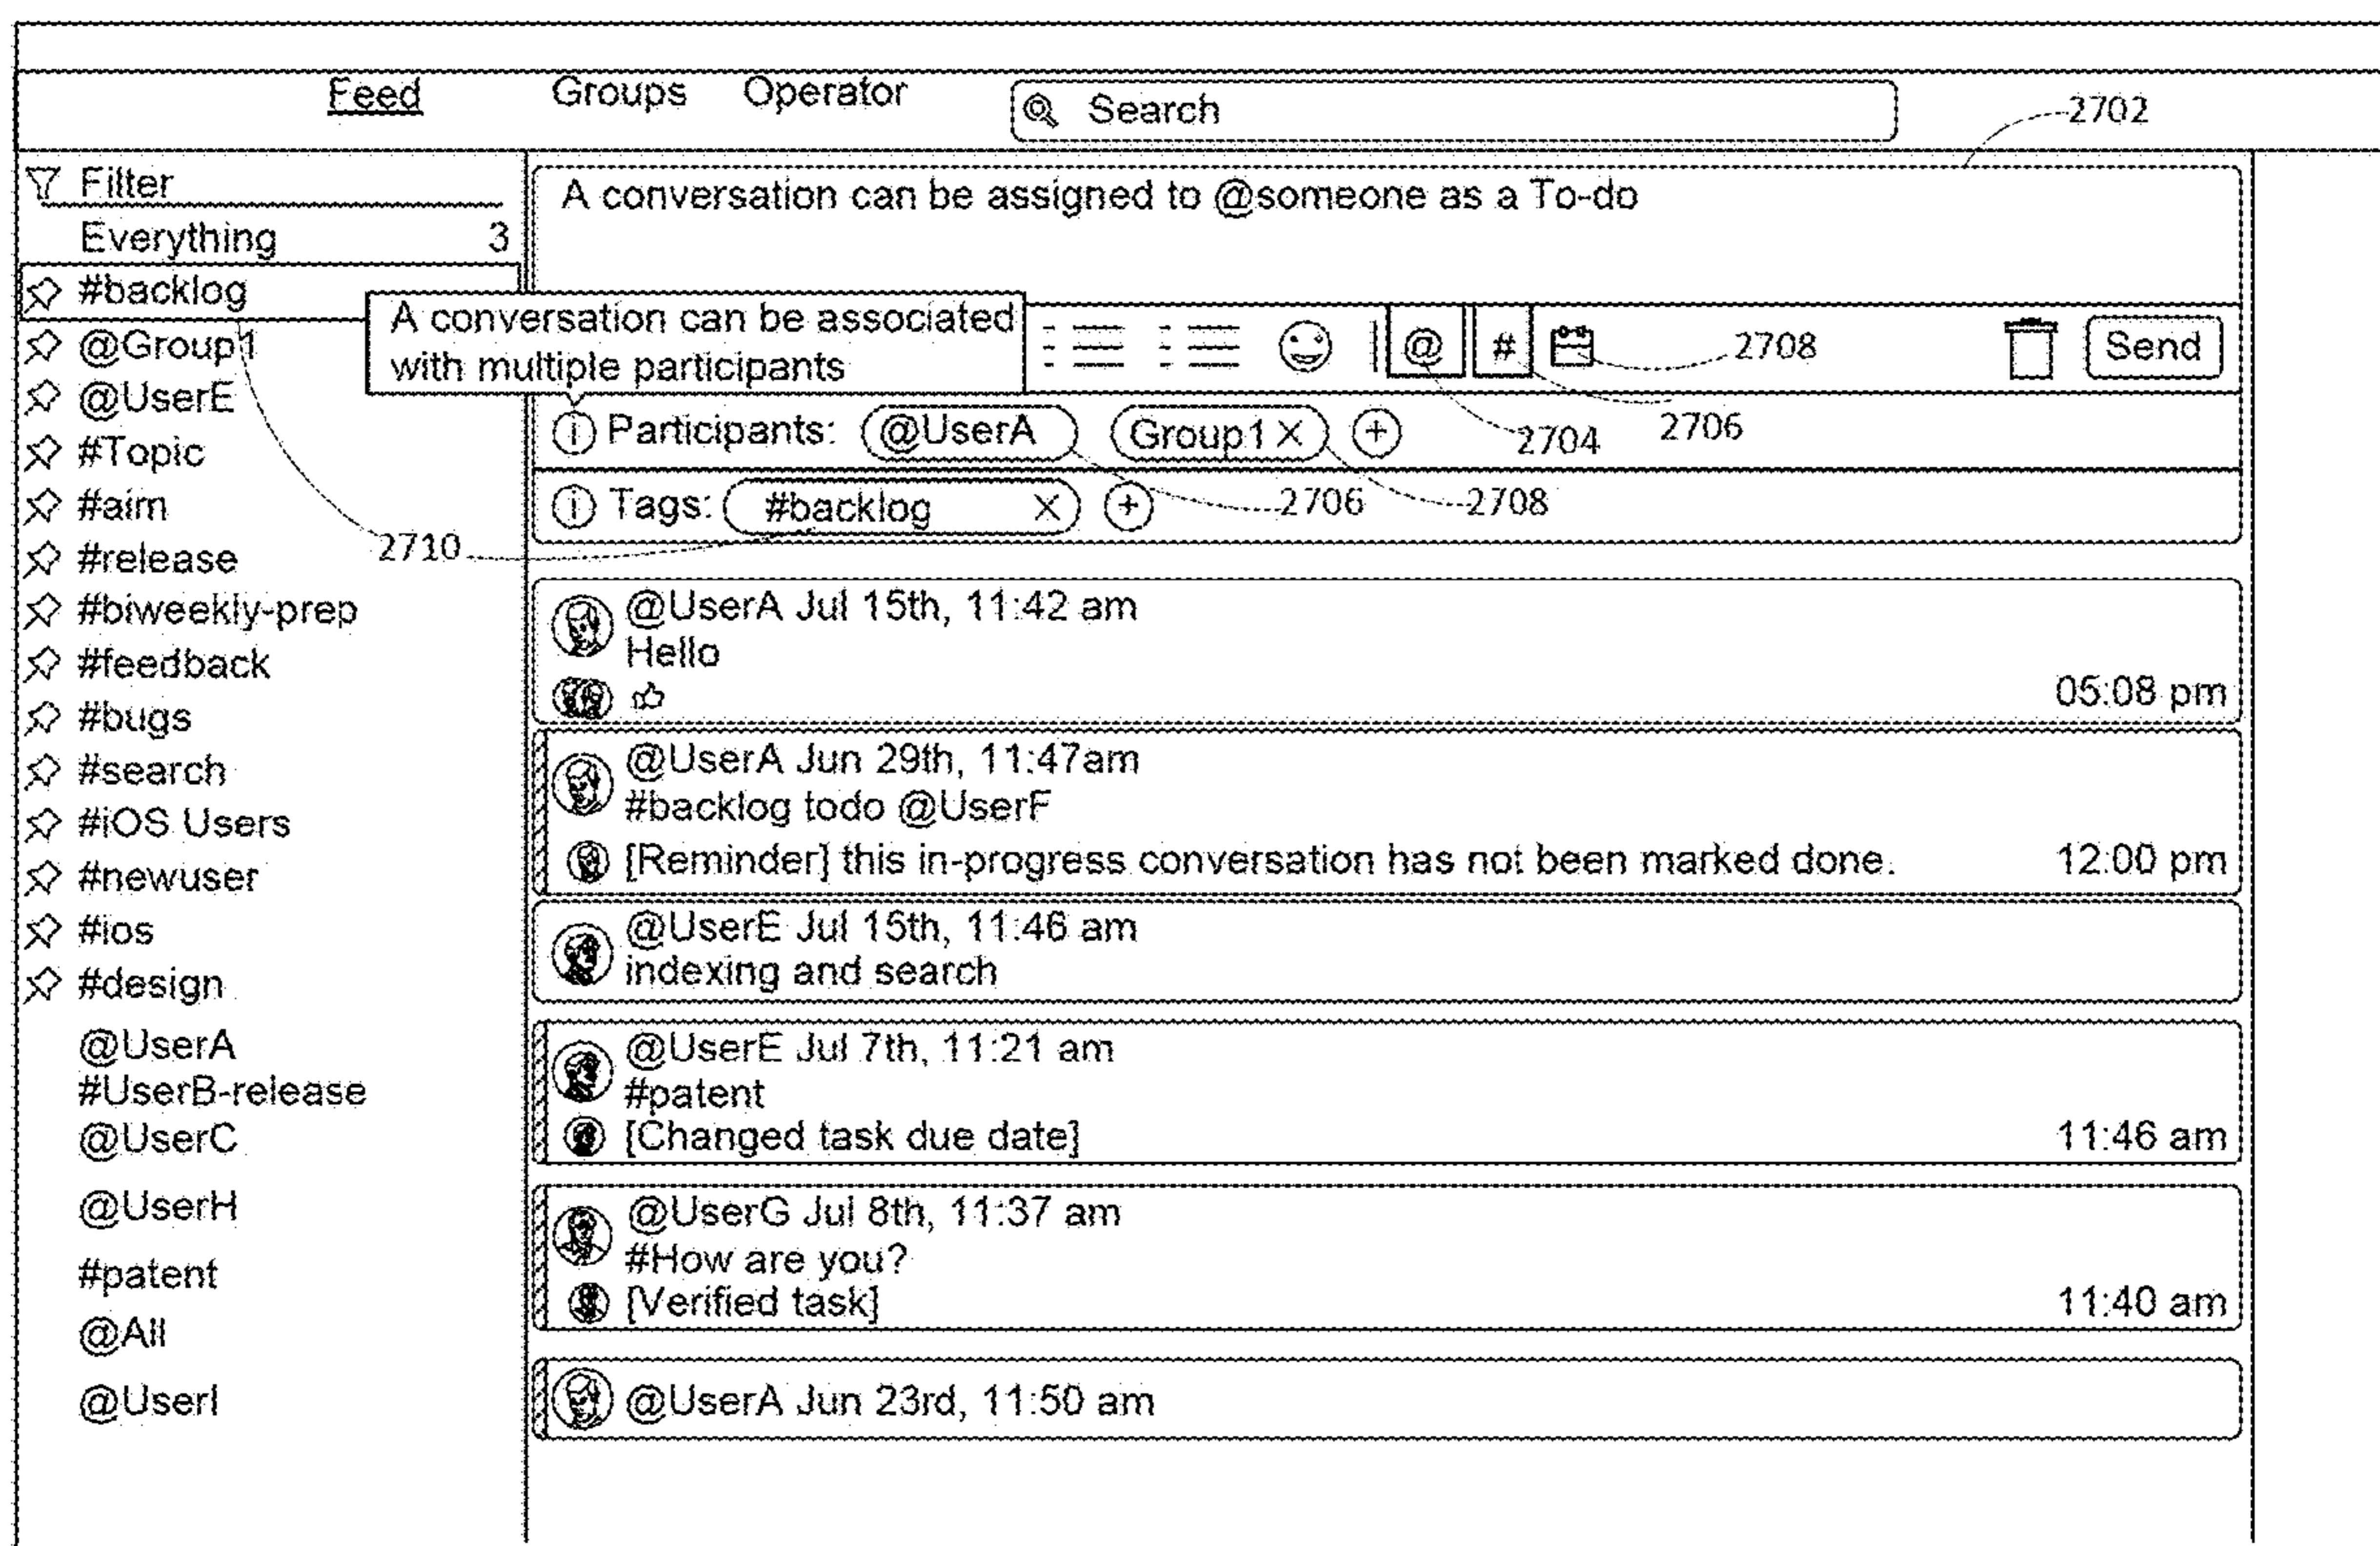 Feed Groups Operator Search
2702
Filter
Everything 3
#backlog
@Group1
@UserE
#Topic
#aim
#release
#biweekly-prep
#feedback
#bugs
#search
#iOS Users
#newuser
#ios
#design
@UserA
#UserB-release
@UserC
@UserH
#patent
@All
@UserI
2710
A conversation can be assigned to @someone as a To-do
A conversation can be associated
with multiple participants
@ # 2708 Send
Participants: @UserA Group1 X + 2704 2706
Tags: #backlog X + 2706 2708
@UserA Jul 15th, 11:42 am
Hello
05:08 pm
@UserA Jun 29th, 11:47am
#backlog todo @UserF
[Reminder] this in-progress conversation has not been marked done. 12:00 pm
@UserE Jul 15th, 11:46 am
indexing and search
@UserE Jul 7th, 11:21 am
#patent
[Changed task due date] 11:46 am
@UserG Jul 8th, 11:37 am
#How are you?
[Verified task] 11:40 am
@UserA Jun 23rd, 11:50 am